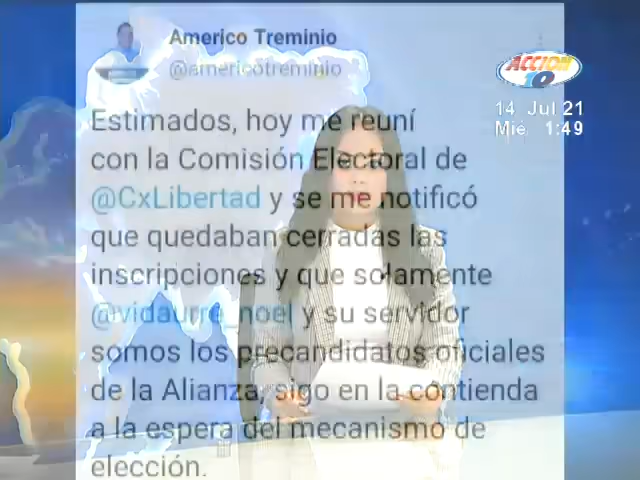 Americo Treminio
@americotreminio
ACCION
10
14 Jul 21
Mié 1:49
Estimados, hoy me reuní
con la Comisión Electoral de
@CxLibertad y se me notificó
que quedaban cerradas las
inscripciones y que solamente
@vidaurre_noel y su servidor
somos los precandidatos oficiales
de la Alianza, sigo en la contienda
a la espera del mecanismo de
elección.